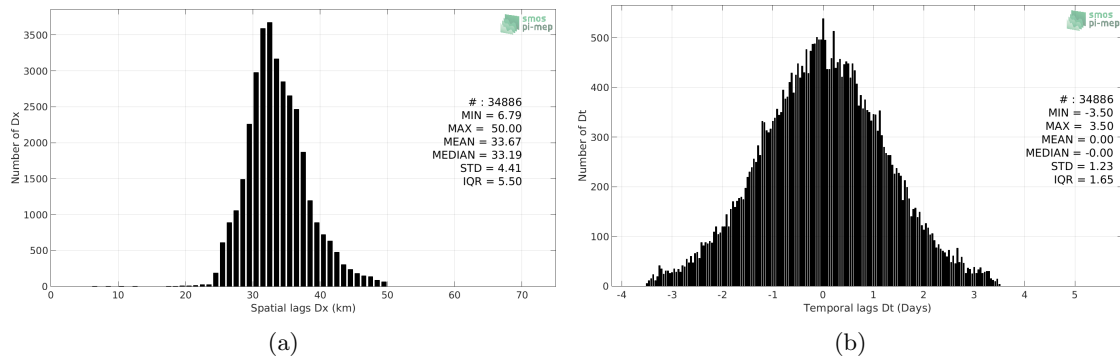 smos
pi-mep
3500
3000
2500
2000
1500
1000
500
0
Number of Dx
# : 34886
MIN = 6.79
MAX = 50.00
MEAN = 33.67
MEDIAN = 33.19
STD = 4.41
IQR = 5.50
0 10 20 30 40 50 60 70
Spatial lags Dx (km)
(a)
smos
pi-mep
500
400
300
200
100
0
Number of Dt
# : 34886
MIN = -3.50
MAX = 3.50
MEAN = 0.00
MEDIAN = -0.00
STD = 1.23
IQR = 1.65
-4 -3 -2 -1 0 1 2 3 4 5
Temporal lags Dt (Days)
(b)